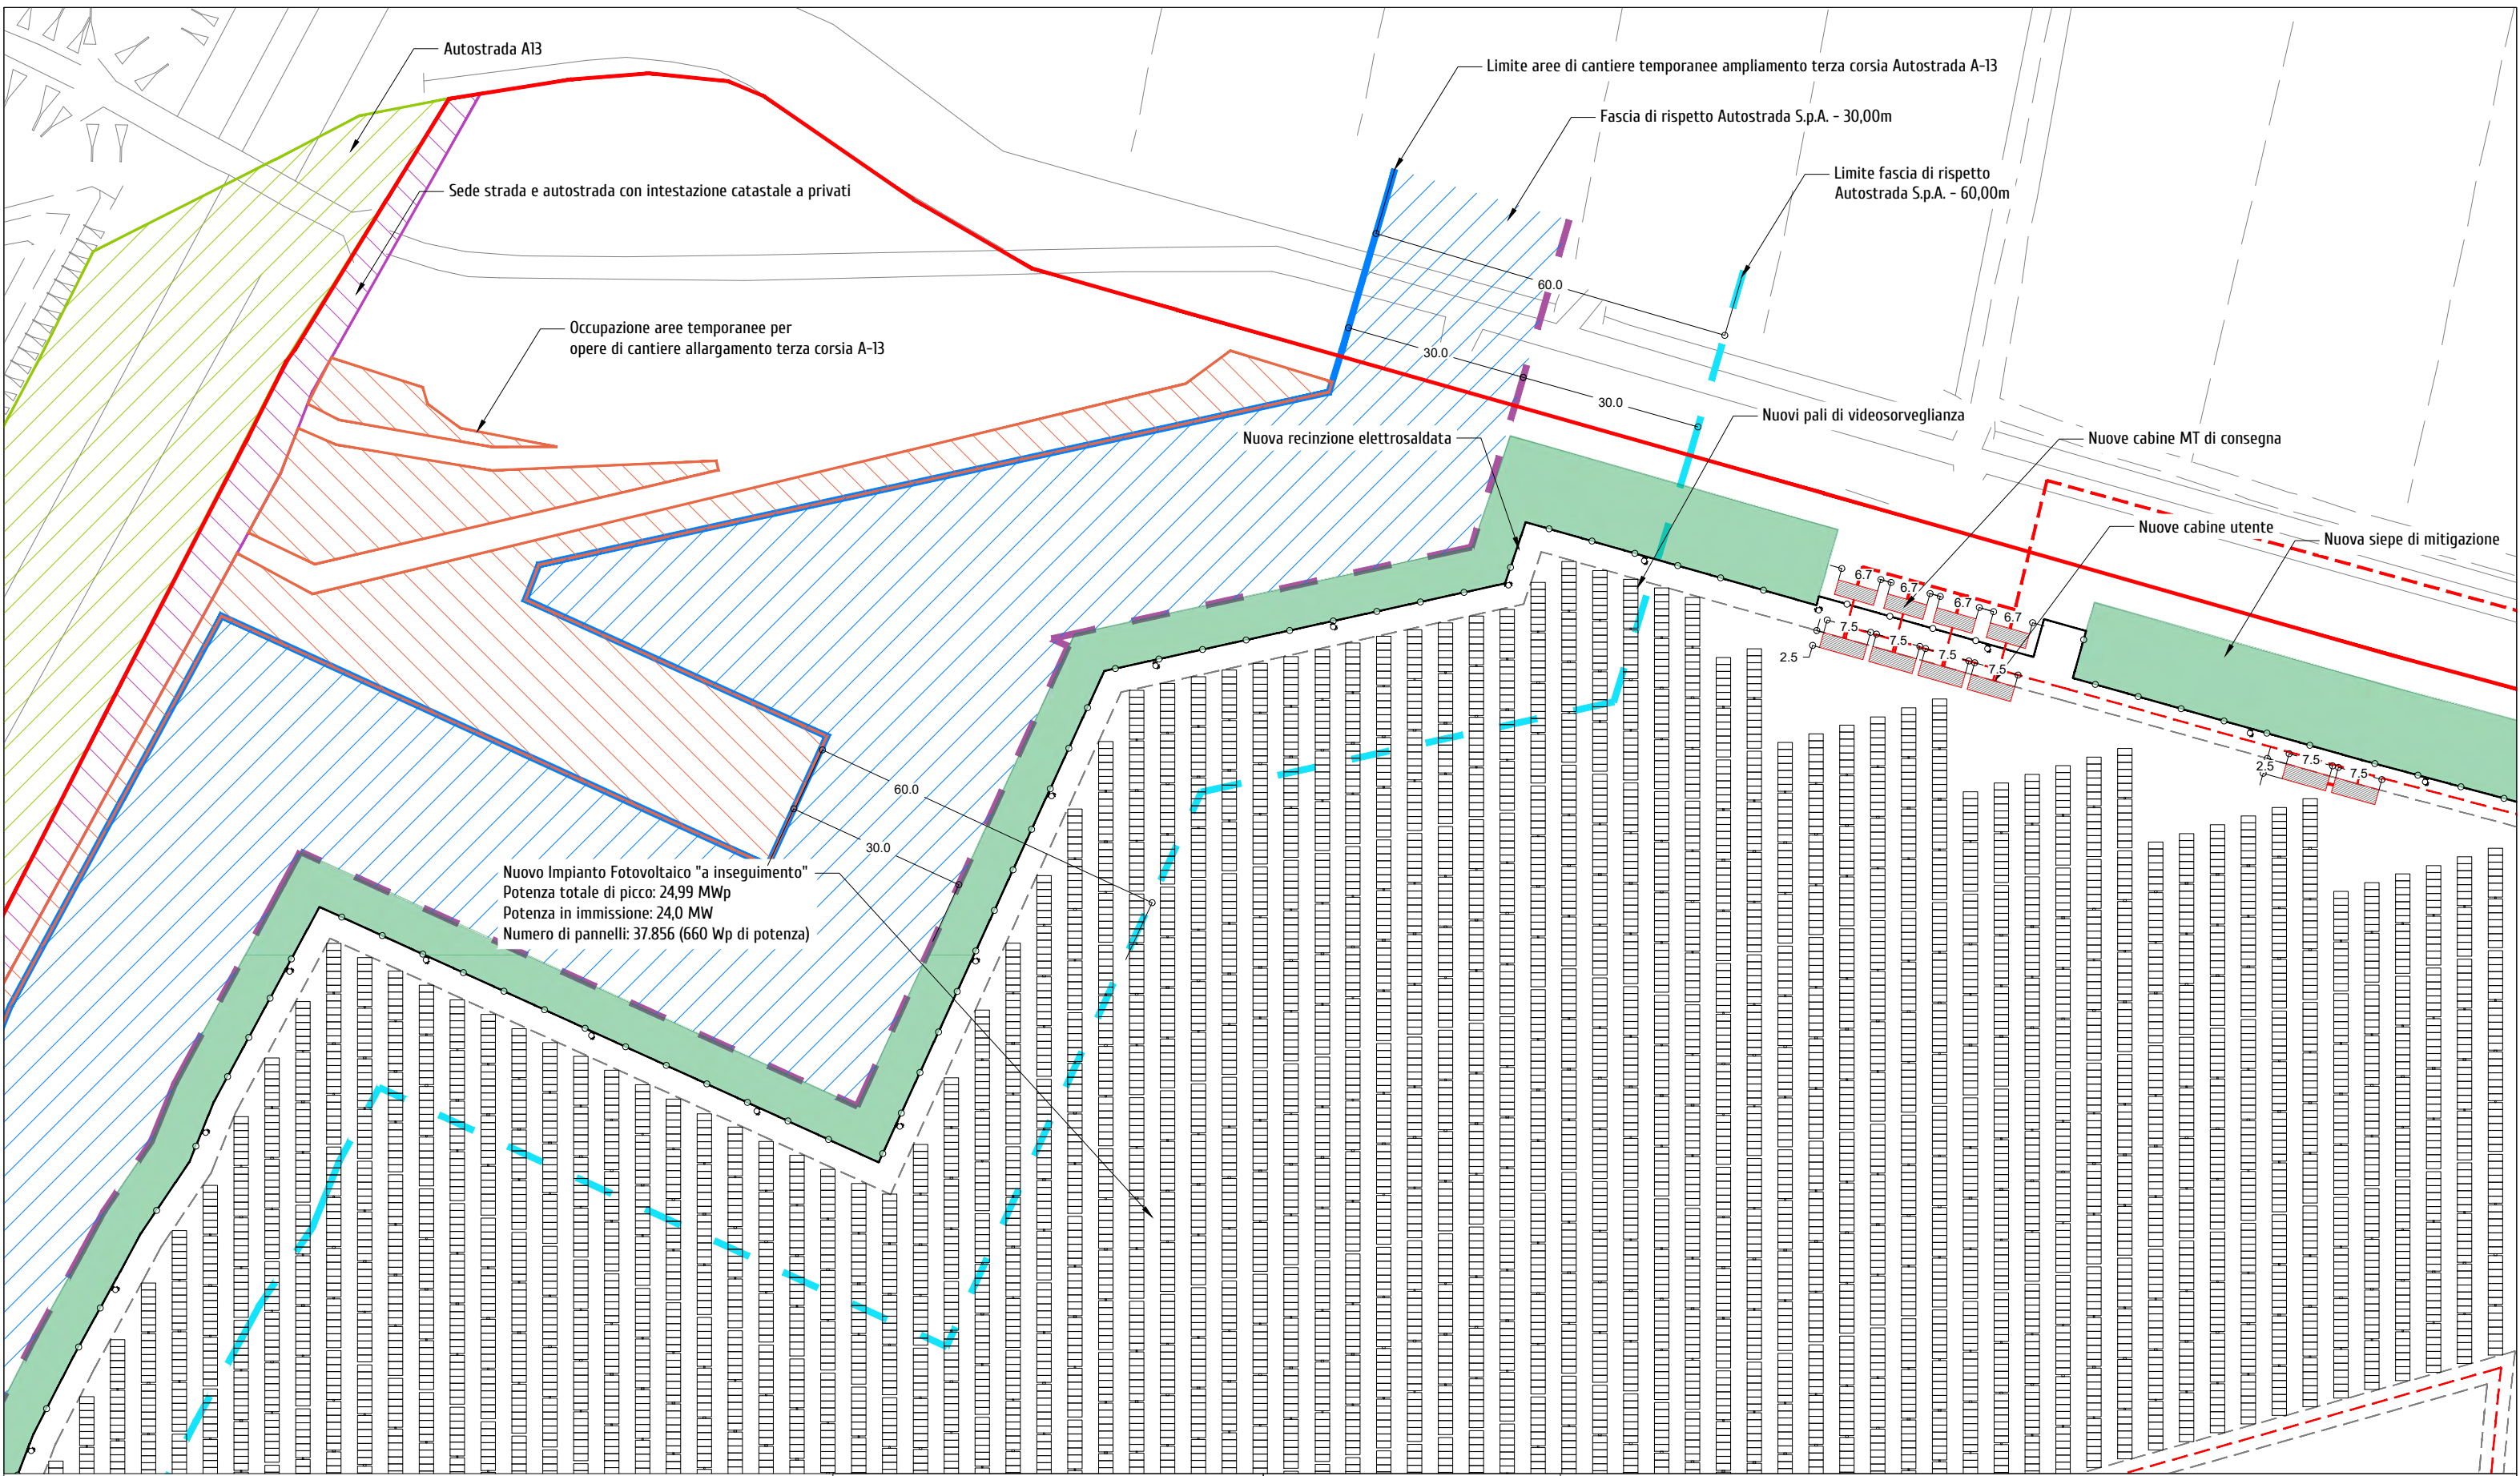 Autostrada A13
Limite aree di cantiere temporanee ampliamento terza corsia Autostrada A-13
Fascia di rispetto Autostrada S.p.A. - 30,00m
Limite fascia di rispetto
Autostrada S.p.A. - 60,00m
Sede strada e autostrada con intestazione catastale a privati
60.0
Occupazione aree temporanee per
opere di cantiere allargamento terza corsia A-13
30.0
30.0
Nuovi pali di videosorveglianza
Nuova recinzione elettrosaldata
Nuove cabine MT di consegna
Nuove cabine utente
Nuova siepe di mitigazione
6.7
6.7
6.7
6.7
7.5
7.5
7.5
7.5
2.5
2.5
7.5
7.5
60.0
30.0
Nuovo Impianto Fotovoltaico "a inseguimento"
Potenza totale di picco: 24,99 MWp
Potenza in immissione: 24,0 MW
Numero di pannelli: 37.856 (660 Wp di potenza)